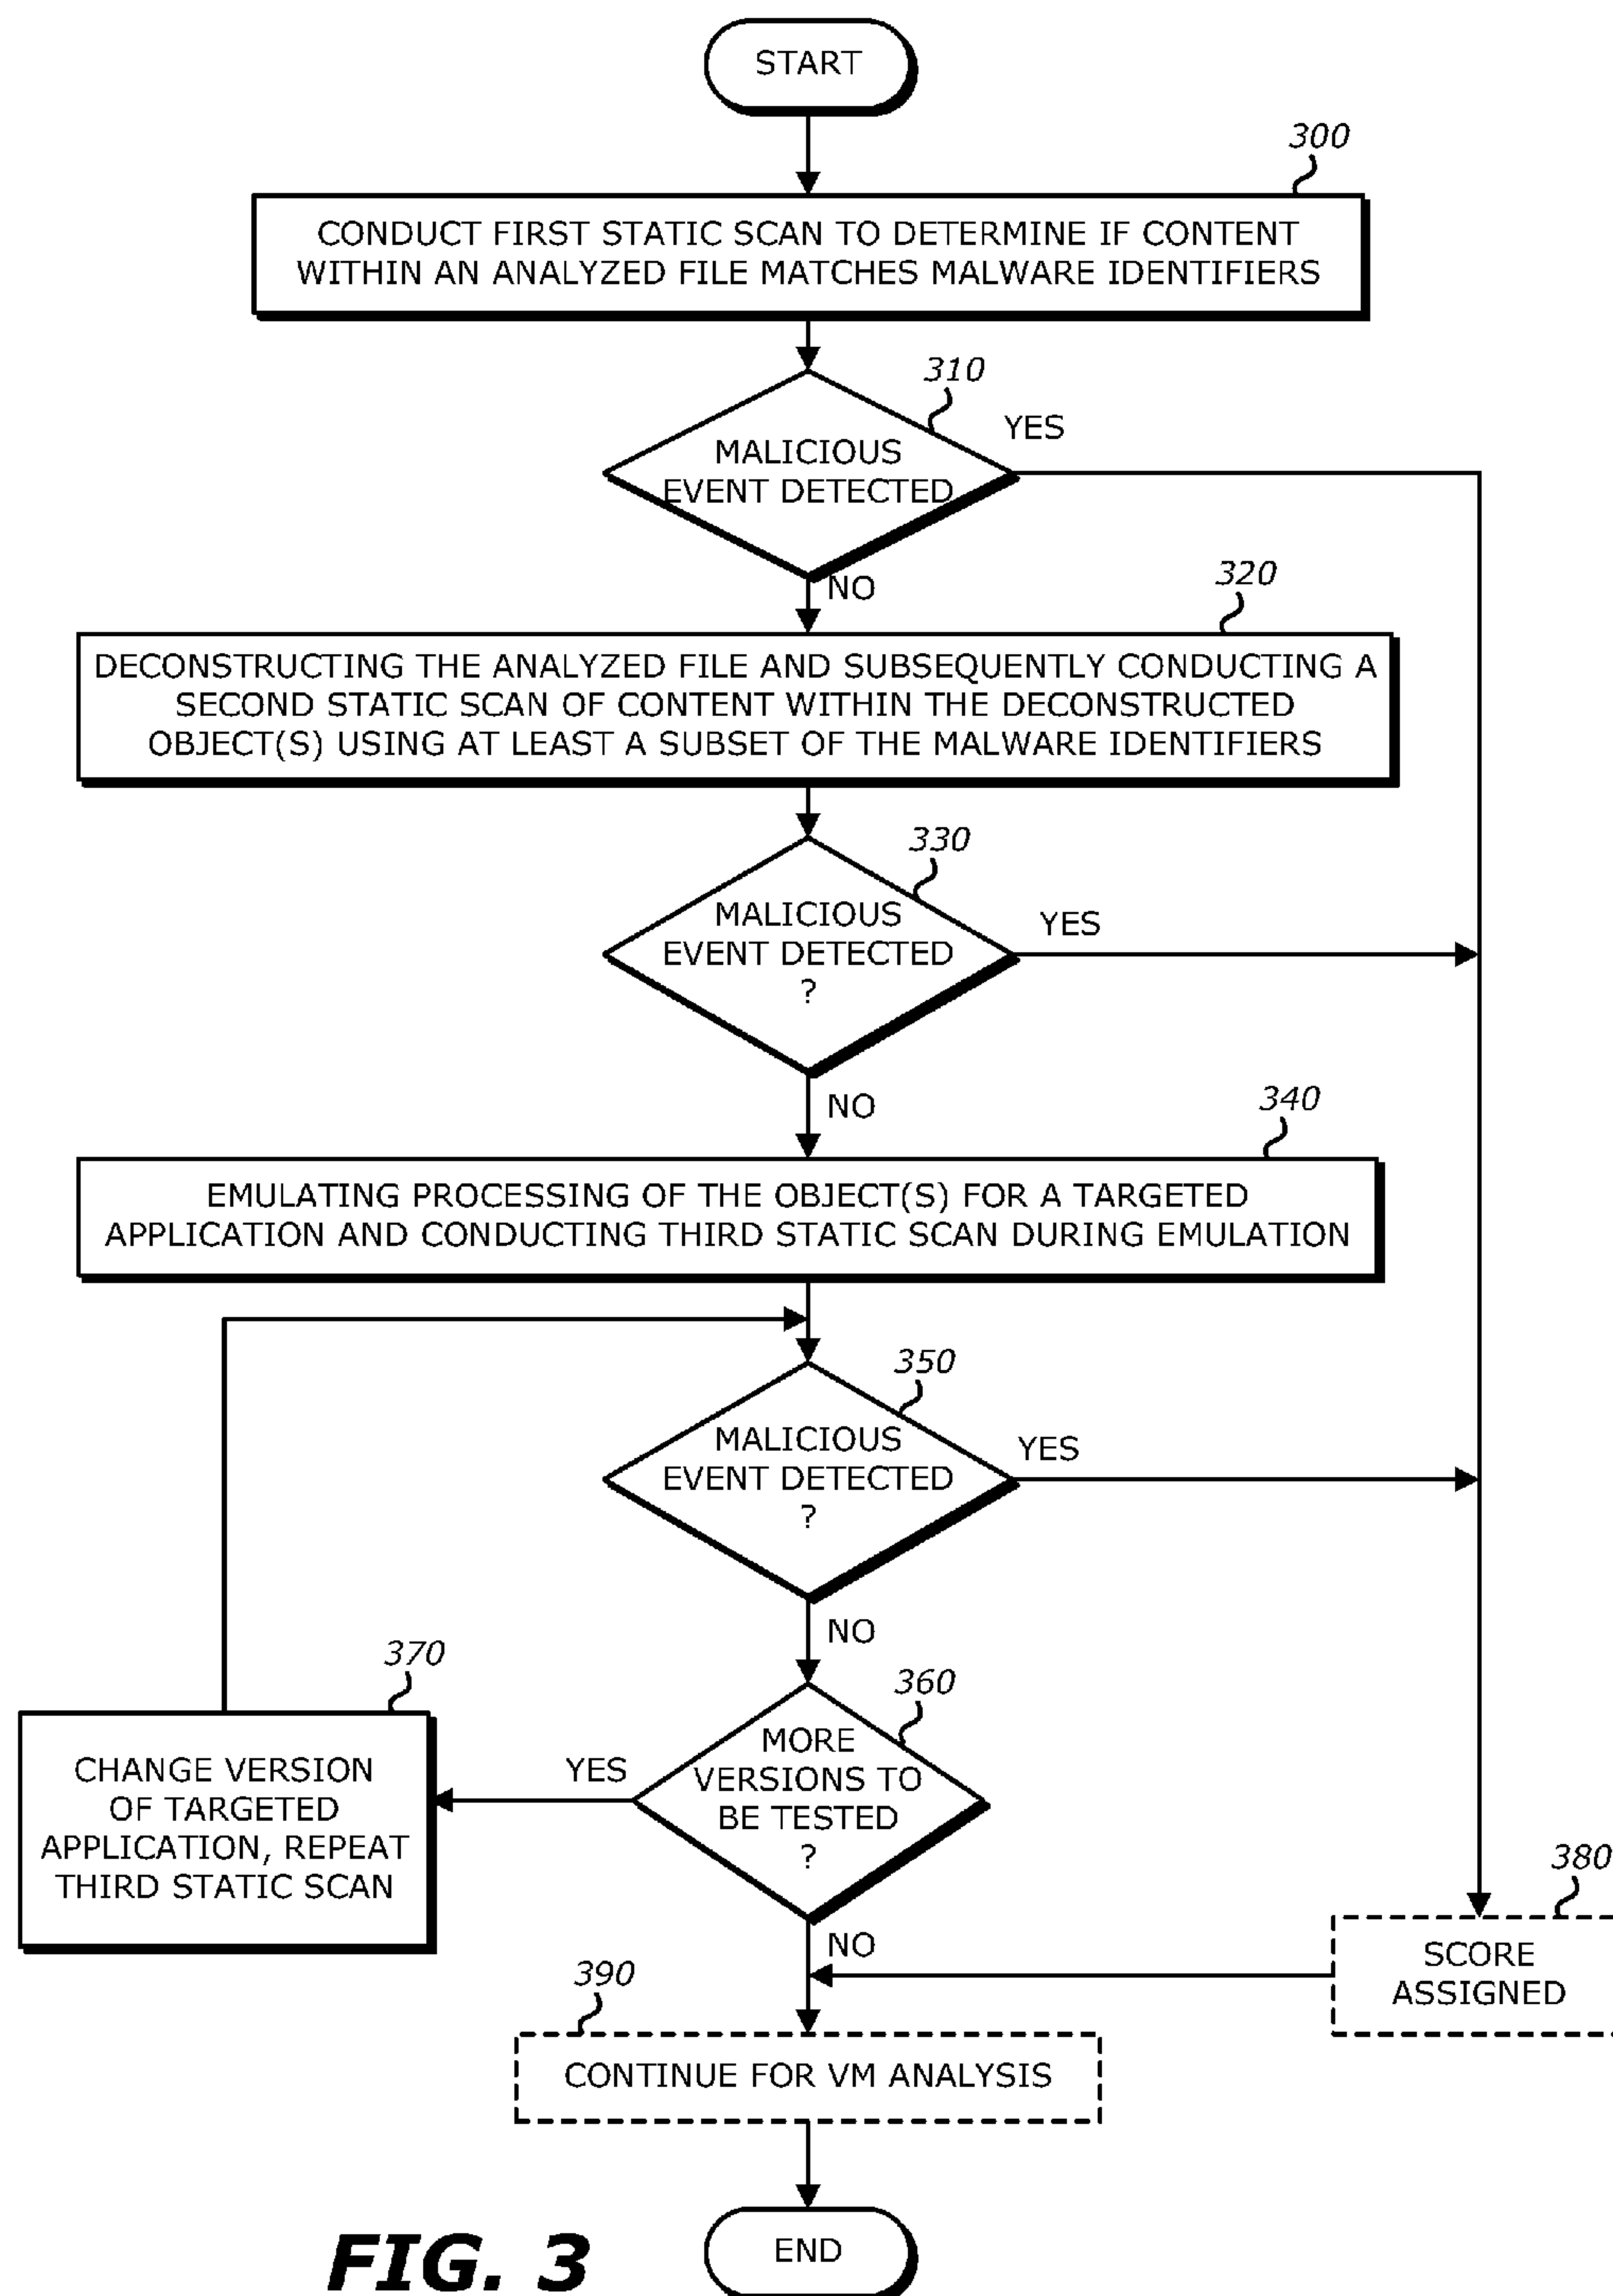 START
300
CONDUCT FIRST STATIC SCAN TO DETERMINE IF CONTENT
WITHIN AN ANALYZED FILE MATCHES MALWARE IDENTIFIERS
310
YES
MALICIOUS
EVENT DETECTED
NO
320
DECONSTRUCTING THE ANALYZED FILE AND SUBSEQUENTLY CONDUCTING A
SECOND STATIC SCAN OF CONTENT WITHIN THE DECONSTRUCTED
OBJECT(S) USING AT LEAST A SUBSET OF THE MALWARE IDENTIFIERS
330
YES
MALICIOUS
EVENT DETECTED
?
NO
340
EMULATING PROCESSING OF THE OBJECT(S) FOR A TARGETED
APPLICATION AND CONDUCTING THIRD STATIC SCAN DURING EMULATION
350
YES
MALICIOUS
EVENT DETECTED
?
NO
360
MORE
VERSIONS TO
BE TESTED
?
YES
370
CHANGE VERSION
OF TARGETED
APPLICATION, REPEAT
THIRD STATIC SCAN
NO
380
SCORE
ASSIGNED
390
CONTINUE FOR VM ANALYSIS
END
FIG. 3